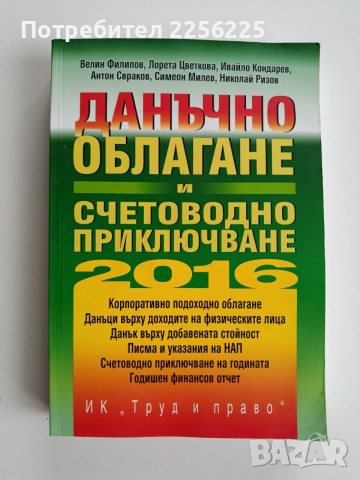 Потребител 2256225
Велин Филипов, Лорета Цветкова, Ивайло Кондарев,
Антон Свраков, Симеон Милев, Николай Ризов
ДАНЪЧНО
ОБЛАГАНЕ
и
СЧЕТОВОДНО
ПРИКЛЮЧВАНЕ
2016
Корпоративно подоходно облагане
Данъци върху доходите на физическите лица
Данък върху добавената стойност
Писма и указания на НАП
Счетоводно приключване на годината
Годишен финансов отчет
ИК „Труд и право“
BAZAR